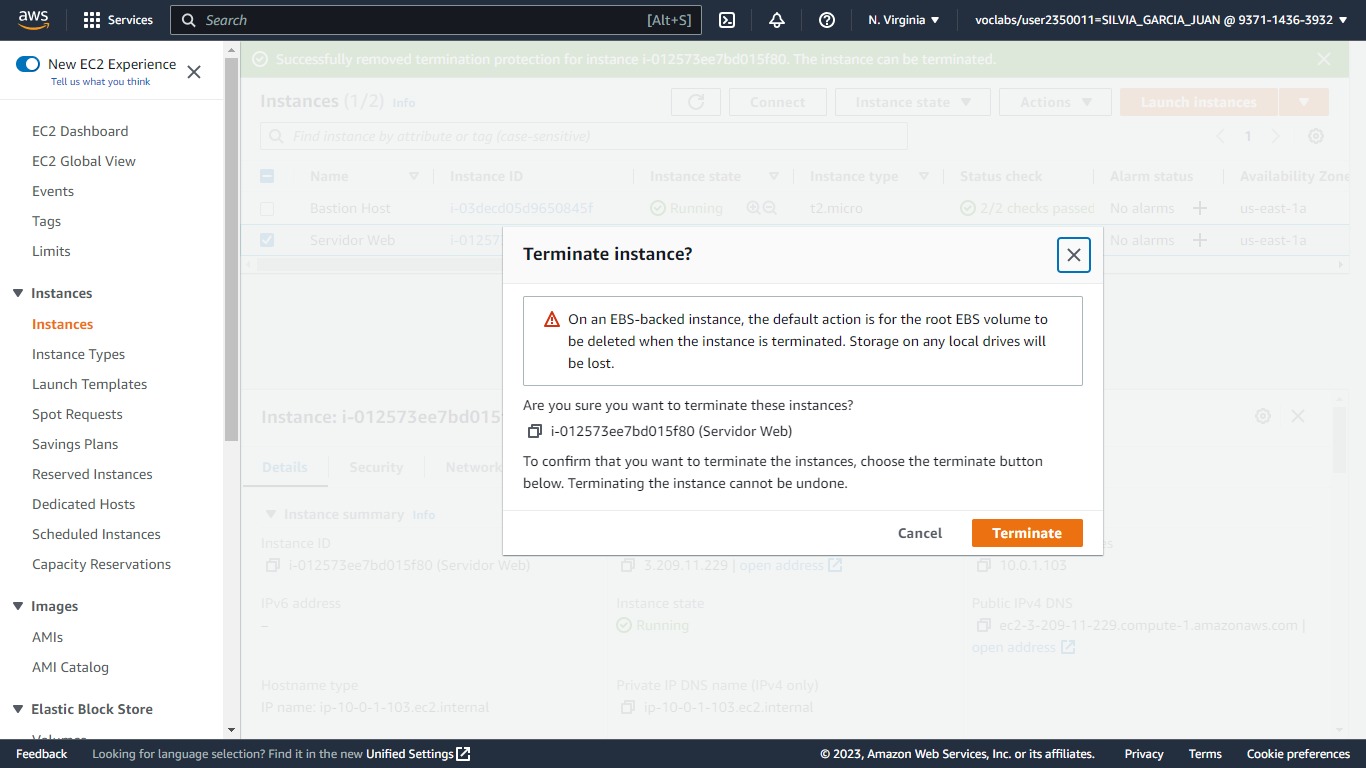 aws
Services
Search
[Alt+S]
N. Virginia
voclabs/user2350011=SILVIA_GARCIA_JUAN @ 9371-1436-3932
New EC2 Experience
Tell us what you think
EC2 Dashboard
EC2 Global View
Events
Tags
Limits
Instances
Instances
Instance Types
Launch Templates
Spot Requests
Savings Plans
Reserved Instances
Dedicated Hosts
Scheduled Instances
Capacity Reservations
Images
AMIs
AMI Catalog
Elastic Block Store
Volumes
Successfully removed termination protection for instance i-012573ee7bd015f80. The instance can be terminated.
Instances (1/2) Info
Connect
Instance state
Actions
Launch instances
Find instance by attribute or tag (case-sensitive)
1
Name Instance ID Instance state Instance type Status check Alarm status Availability Zone
Bastion Host i-03decd05d9650845f Running t2.micro 2/2 checks passed No alarms + us-east-1a
Servidor Web i-01257 No alarms + us-east-1a
Terminate instance?
On an EBS-backed instance, the default action is for the root EBS volume to
be deleted when the instance is terminated. Storage on any local drives will
be lost.
Are you sure you want to terminate these instances?
i-012573ee7bd015f80 (Servidor Web)
To confirm that you want to terminate the instances, choose the terminate button
below. Terminating the instance cannot be undone.
Cancel
Terminate
Instance: i-012573ee7bd015f
Details Security Network
Instance summary Info
Instance ID
i-012573ee7bd015f80 (Servidor Web)
3.209.11.229 | open address
10.0.1.103
IPv6 address
–
Instance state
Running
Public IPv4 DNS
ec2-3-209-11-229.compute-1.amazonaws.com |
open address
Hostname type
IP name: ip-10-0-1-103.ec2.internal
Private IP DNS name (IPv4 only)
ip-10-0-1-103.ec2.internal
Feedback
Looking for language selection? Find it in the new Unified Settings
© 2023, Amazon Web Services, Inc. or its affiliates.
Privacy
Terms
Cookie preferences